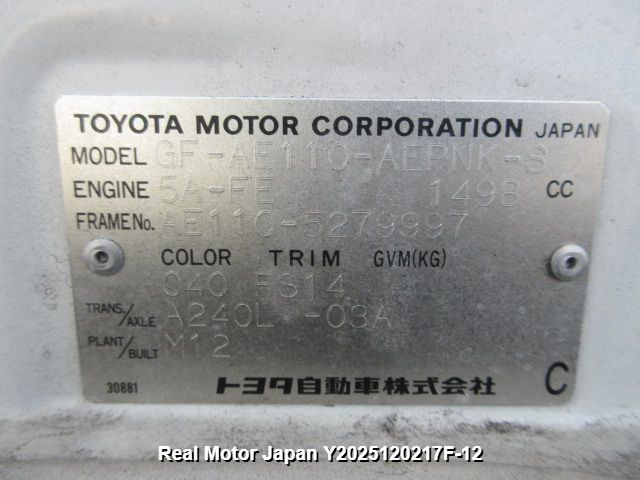 TOYOTA MOTOR CORPORATION JAPAN
MODEL GF-AE110-AEPNK-S
ENGINE 5A-FE 1498 CC
FRAME No. AE110-5279997
COLOR TRIM GVM(KG)
040 FS14
TRANS./AXLE A240L -03A
PLANT/BUILT M12
30881 トヨタ自動車株式会社 C
Real Motor Japan Y2025120217F-12